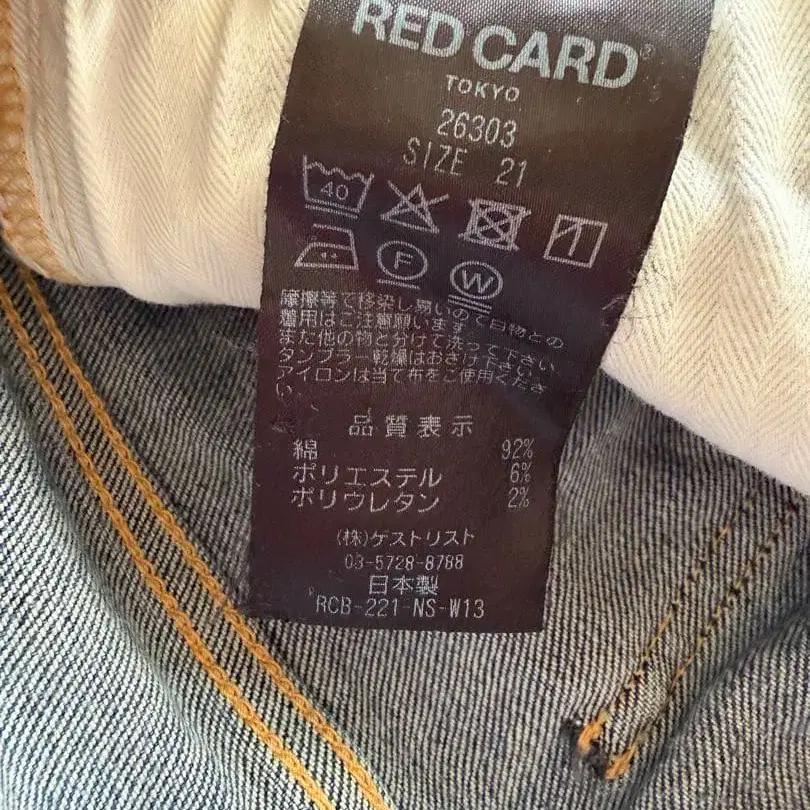 RED CARD®
TOKYO
26303
SIZE 21
40
F W
摩擦等で移染し易いので白物との
着用はご注意願います。
また他の物と分けて洗って下さい。
タンブラー乾燥はおさけ下さい。
アイロンは当て布をご使用くださ
い。
品質表示
綿 92%
ポリエステル 6%
ポリウレタン 2%
(株)ゲストリスト
03-5728-8788
日本製
RCB-221-NS-W13